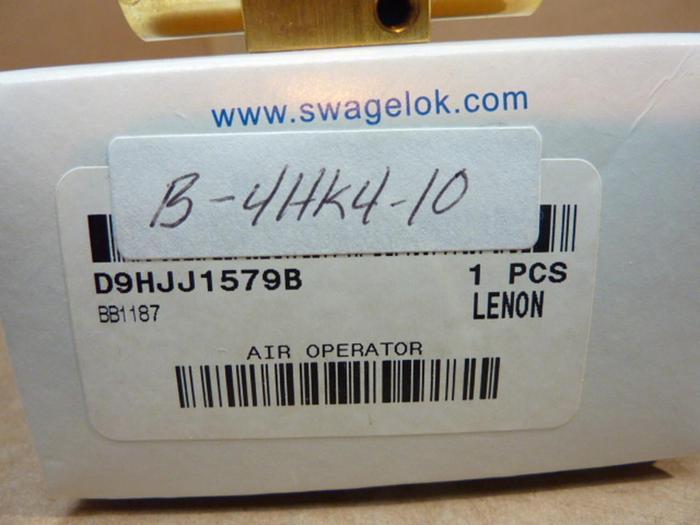 www.swagelok.com
B-4HK4-10
D9HJJ1579B 1 PCS
BB1187 LENON
AIR OPERATOR